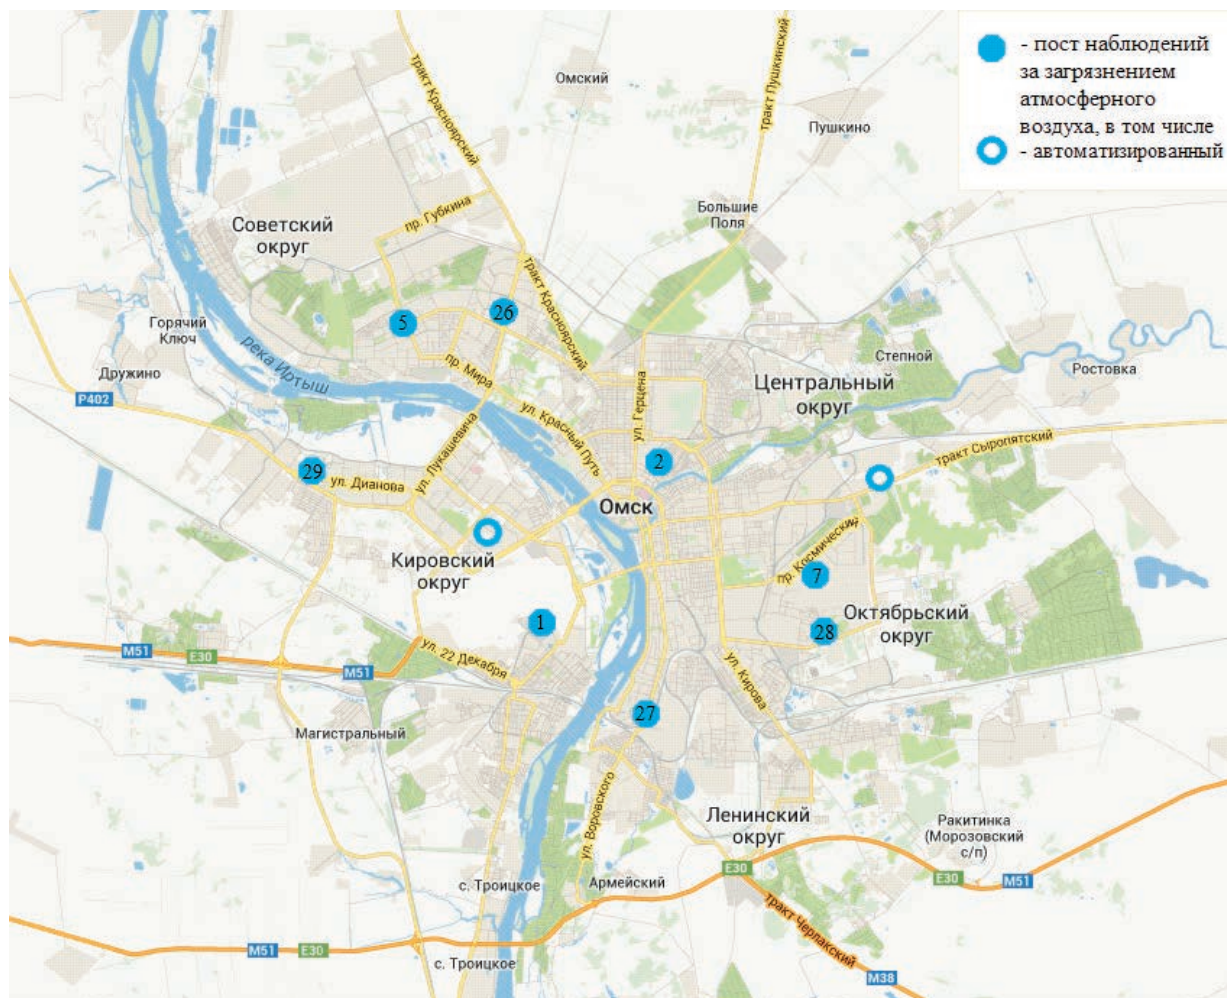 - пост наблюдений
за загрязнением
атмосферного
воздуха, в том числе
- автоматизированный
тракт Красноярский
Омский
тракт Пушкинский
Пушкино
Большие
Поля
Советский
округ
пр. Губкина
тракт Красноярский
26
5
Горячий
Ключ
река Иртыш
Дружино
Р402
пр. Мира
ул. Красный Путь
ул. Герцена
Степной
Ростовка
Центральный
округ
ул. Лукашевича
тракт Сыропятский
29
ул. Дианова
2
Омск
Кировский
округ
пр. Космический
7
1
28
Октябрьский
округ
М51
Е30
М51
ул. 22 Декабря
ул. Кирова
27
Магистральный
ул. Воровского
Ленинский
округ
Ракитинка
(Морозовский
с/п)
Е30
Е30
М51
с. Троицкое
Армейский
тракт Черлакский
М51
Е30
с. Троицкое
М38